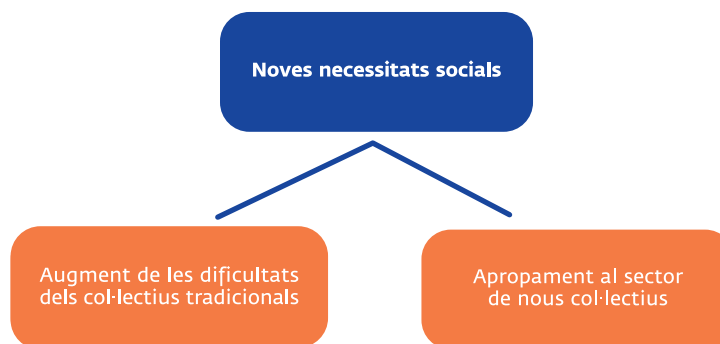 Noves necessitats socials
Augment de les dificultats
dels col·lectius tradicionals
Apropament al sector
de nous col·lectius